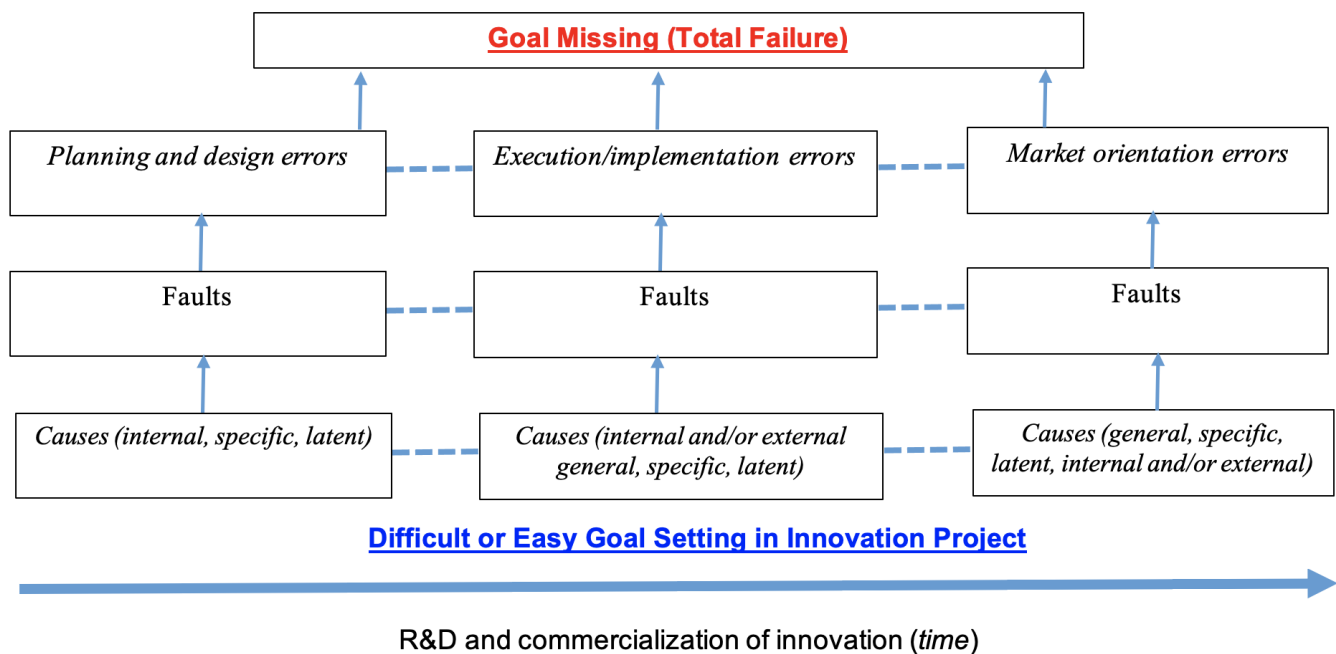 Goal Missing (Total Failure)
Planning and design errors
Execution/implementation errors
Market orientation errors
Faults
Faults
Faults
Causes (internal, specific, latent)
Causes (internal and/or external
general, specific, latent)
Causes (general, specific,
latent, internal and/or external)
Difficult or Easy Goal Setting in Innovation Project
R&D and commercialization of innovation (time)